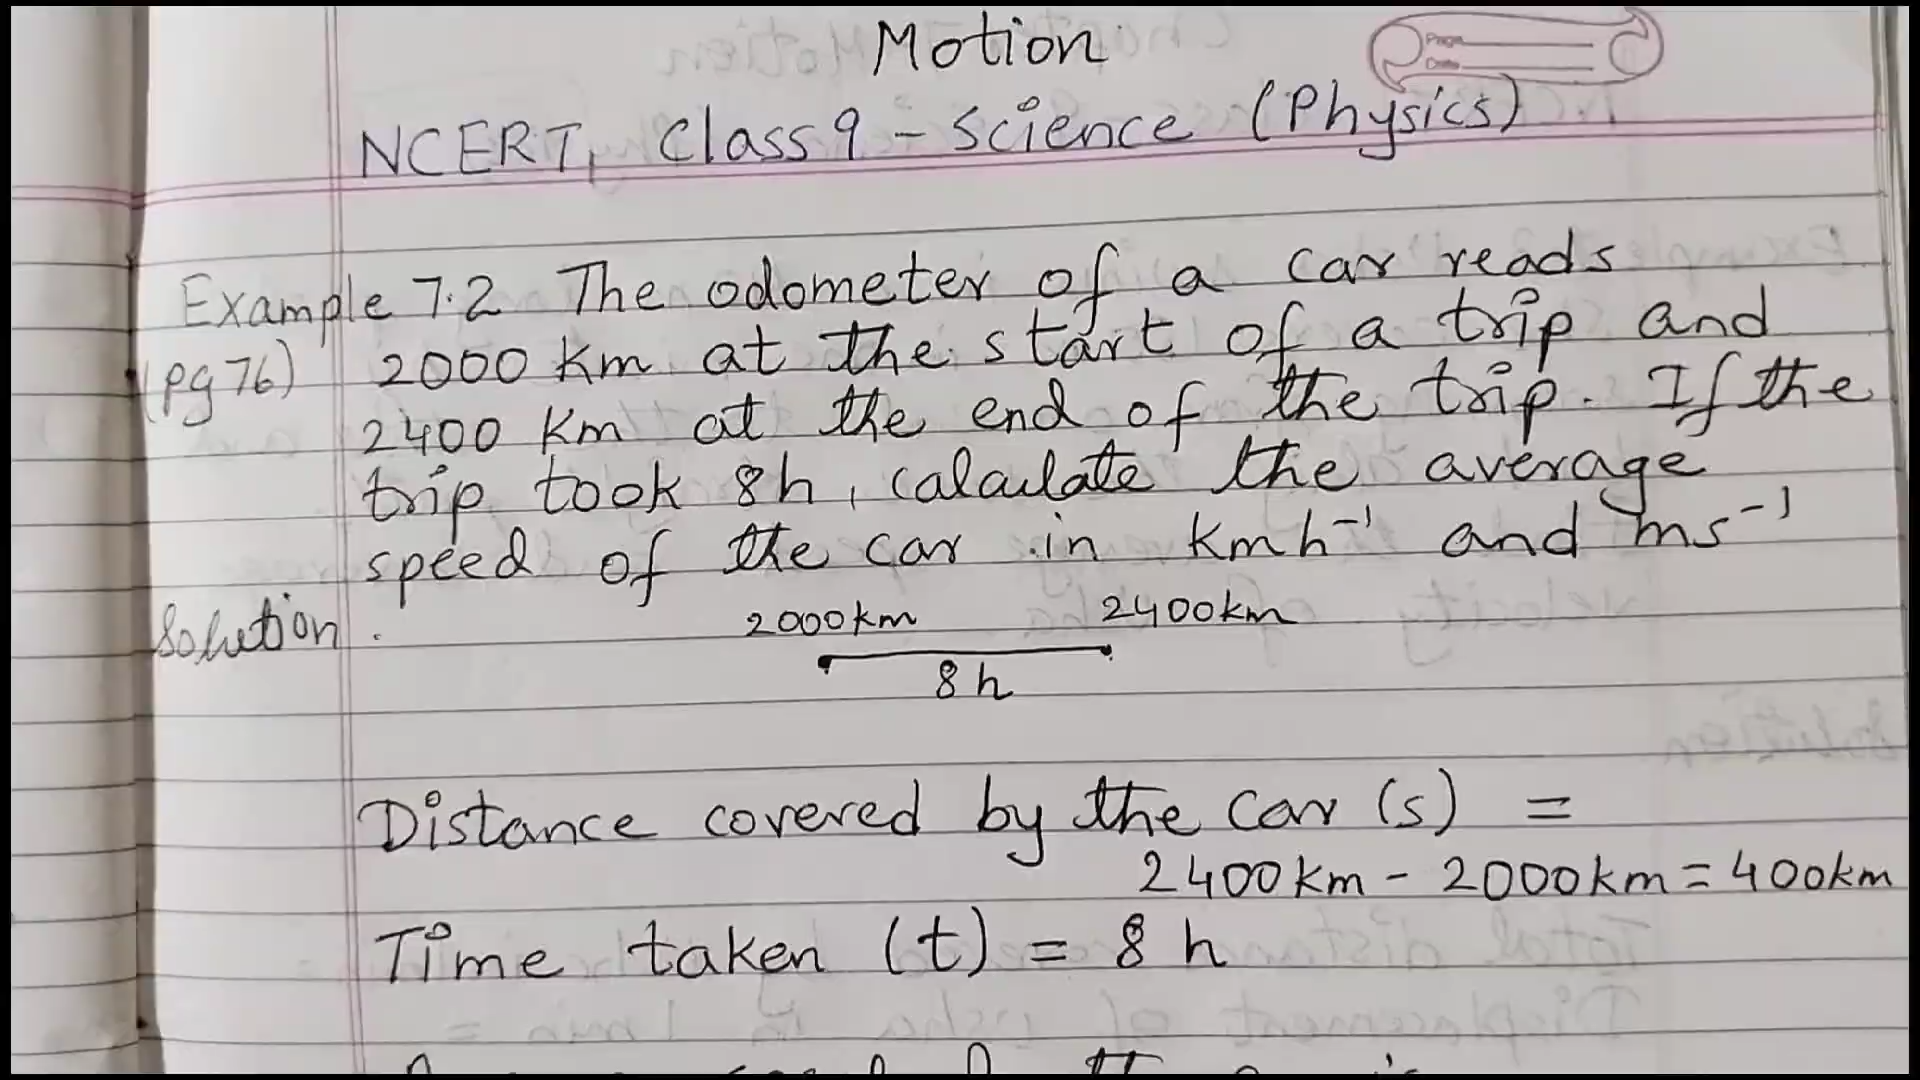 Motion
Page
Date
NCERT, Class 9 - Science (Physics)
Example 7.2 The odometer of a car reads
(pg 76) 2000 km at the start of a trip and
2400 km at the end of the trip. If the
trip took 8h, calculate the average
speed of the car in kmh⁻¹ and ms⁻¹
Solution.
2000km 2400km
8 h
Distance covered by the car (s) =
2400km - 2000km = 400km
Time taken (t) = 8 h